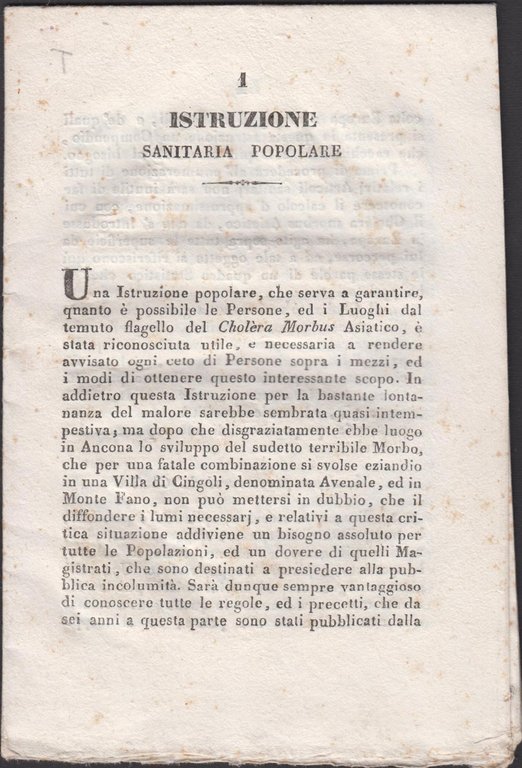 T
1
ISTRUZIONE
SANITARIA POPOLARE
Una Istruzione popolare, che serva a garantire,
quanto è possibile le Persone, ed i Luoghi dal
temuto flagello del Cholèra Morbus Asiatico, è
stata riconosciuta utile, e necessaria a rendere
avvisato ogni ceto di Persone sopra i mezzi, ed
i modi di ottenere questo interessante scopo. In
addietro questa Istruzione per la bastante lonta-
nanza del malore sarebbe sembrata quasi intem-
pestiva; ma dopo che disgraziatamente ebbe luogo
in Ancona lo sviluppo del sudetto terribile Morbo,
che per una fatale combinazione si svolse eziandio
in una Villa di Cingoli, denominata Avenale, ed in
Monte Fano, non può mettersi in dubbio, che il
diffondere i lumi necessarj, e relativi a questa cri-
tica situazione addiviene un bisogno assoluto per
tutte le Popolazioni, ed un dovere di quelli Ma-
gistrati, che sono destinati a presiedere alla pub-
blica incolumità. Sarà dunque sempre vantaggioso
di conoscere tutte le regole, ed i precetti, che da
sei anni a questa parte sono stati pubblicati dalla